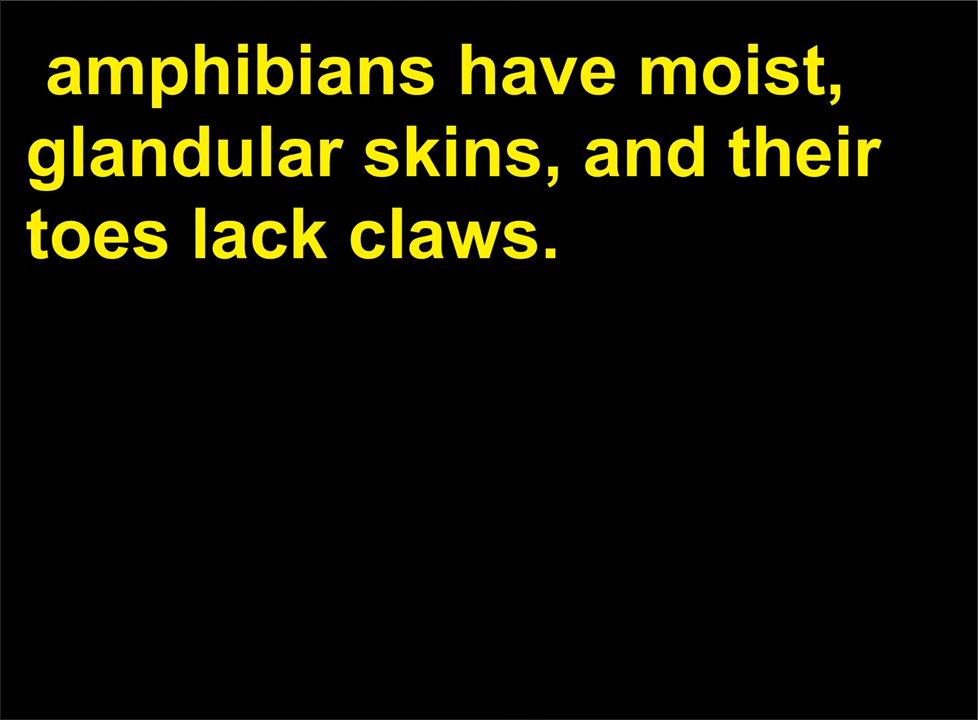 amphibians have moist,
glandular skins, and their
toes lack claws.